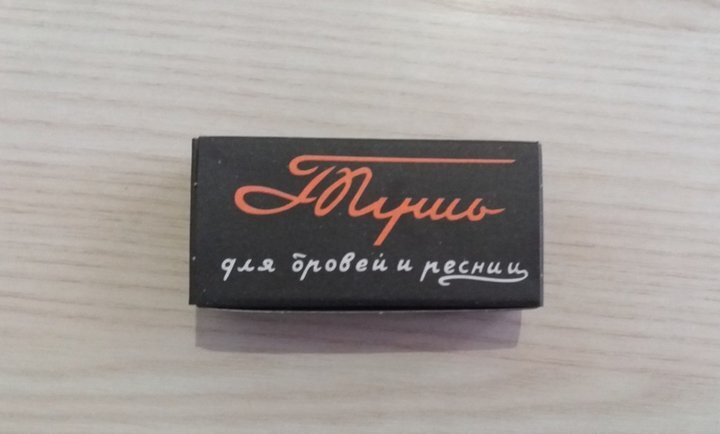 Тушь
для бровей и ресниц